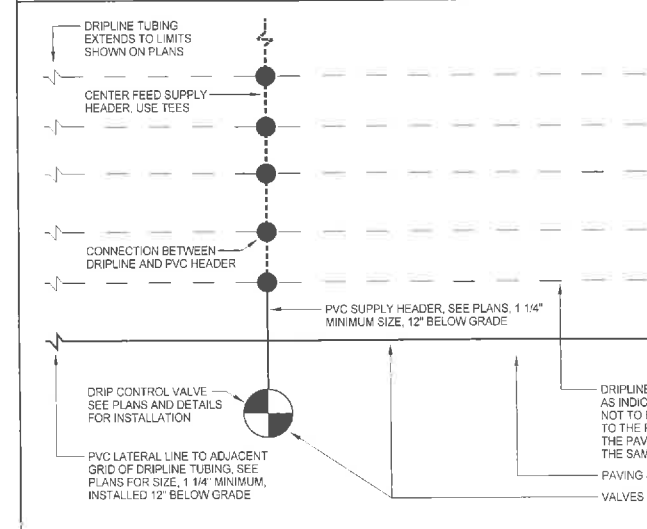 DRIPLINE TUBING
EXTENDS TO LIMITS
SHOWN ON PLANS
CENTER FEED SUPPLY
HEADER, USE TEES
CONNECTION BETWEEN
DRIPLINE AND PVC HEADER
PVC SUPPLY HEADER, SEE PLANS, 1 1/4"
MINIMUM SIZE, 12" BELOW GRADE
DRIP CONTROL VALVE
SEE PLANS AND DETAILS
FOR INSTALLATION
PVC LATERAL LINE TO ADJACENT
GRID OF DRIPLINE TUBING, SEE
PLANS FOR SIZE, 1 1/4" MINIMUM,
INSTALLED 12" BELOW GRADE
DRIPLINE
AS INDIC
NOT TO
TO THE
THE PAV
THE SAM
PAVING
VALVES